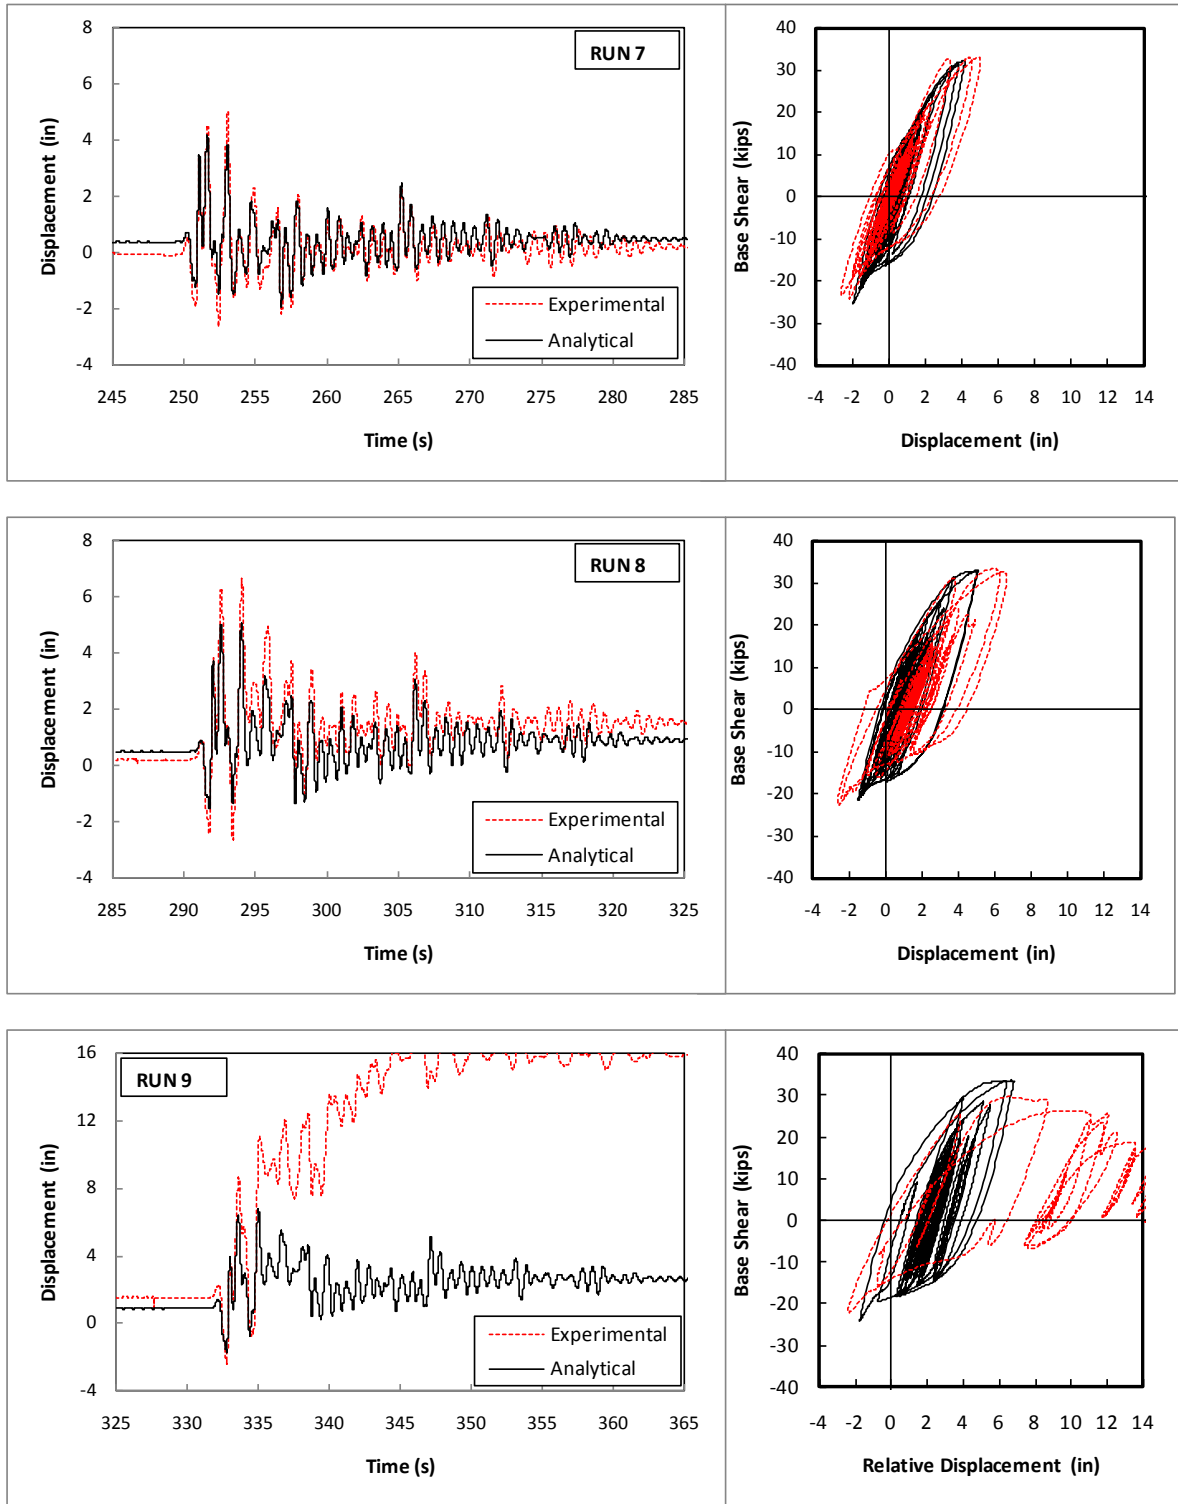 RUN 7
8
6
4
2
0
-2
-4
Displacement (in)
245 250 255 260 265 270 275 280 285
Time (s)
Experimental
Analytical
40
30
20
10
0
-10
-20
-30
-40
Base Shear (kips)
-4 -2 0 2 4 6 8 10 12 14
Displacement (in)
RUN 8
8
6
4
2
0
-2
-4
Displacement (in)
285 290 295 300 305 310 315 320 325
Time (s)
Experimental
Analytical
40
30
20
10
0
-10
-20
-30
-40
Base Shear (kips)
-4 -2 0 2 4 6 8 10 12 14
Displacement (in)
RUN 9
16
12
8
4
0
-4
Displacement (in)
325 330 335 340 345 350 355 360 365
Time (s)
Experimental
Analytical
40
30
20
10
0
-10
-20
-30
-40
Base Shear (kips)
-4 -2 0 2 4 6 8 10 12 14
Relative Displacement (in)